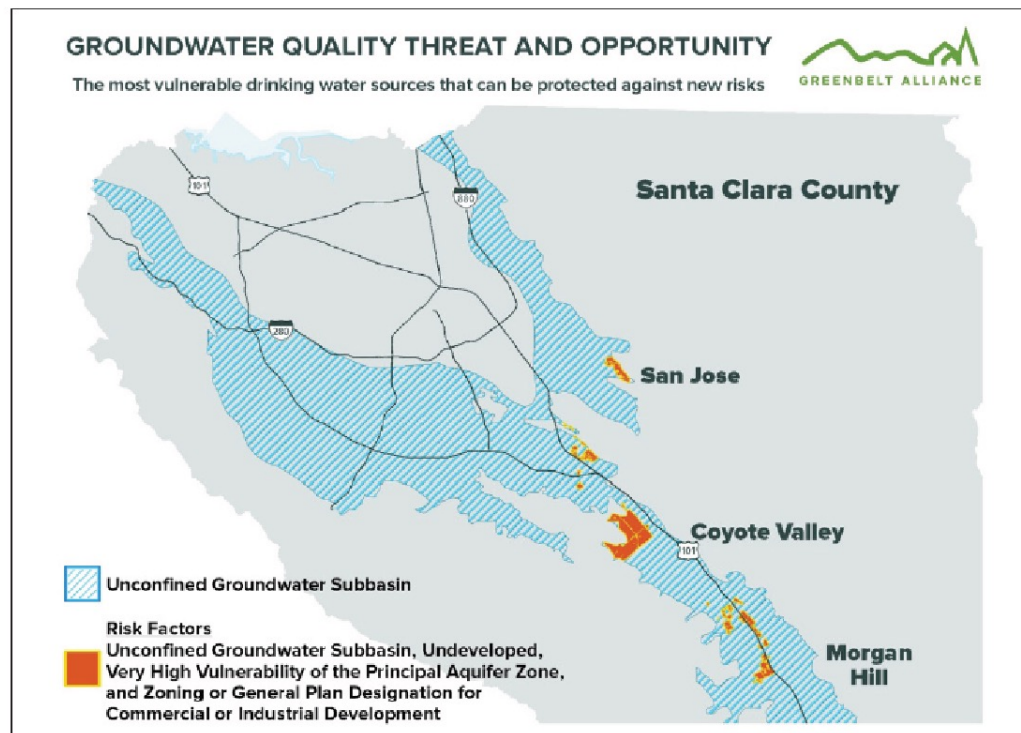 GROUNDWATER QUALITY THREAT AND OPPORTUNITY
The most vulnerable drinking water sources that can be protected against new risks
GREENBELT ALLIANCE
101
880
Santa Clara County
280
San Jose
Coyote Valley
101
Unconfined Groundwater Subbasin
Risk Factors
Unconfined Groundwater Subbasin, Undeveloped,
Very High Vulnerability of the Principal Aquifer Zone,
and Zoning or General Plan Designation for
Commercial or Industrial Development
Morgan
Hill